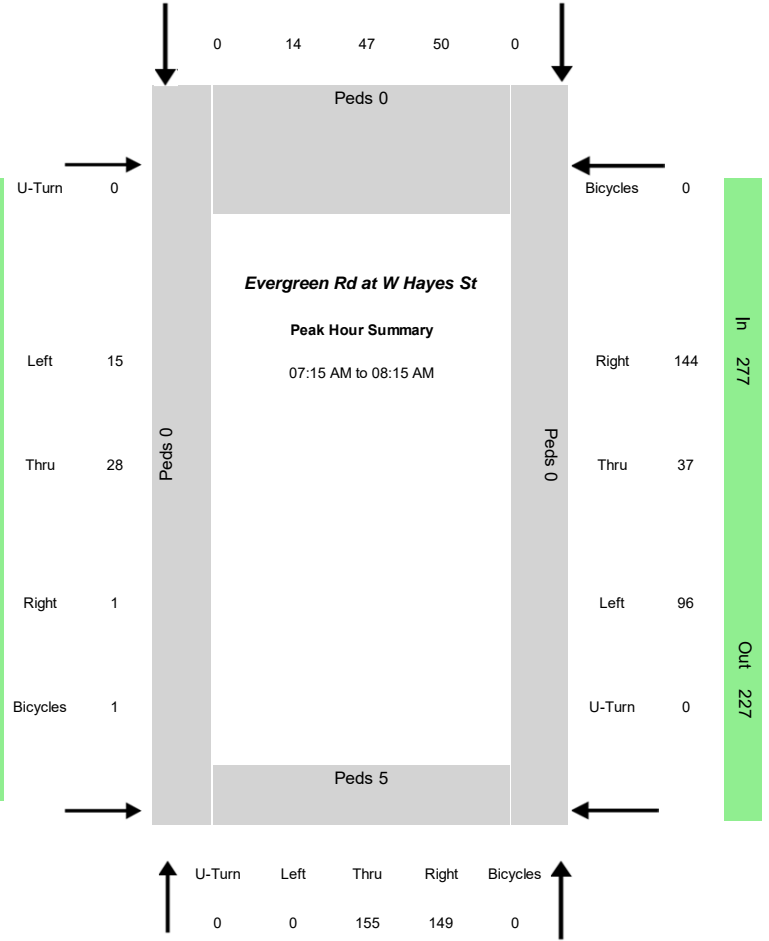 0 14 47 50 0
Peds 0
U-Turn 0
Bicycles 0
Evergreen Rd at W Hayes St
Peak Hour Summary
07:15 AM to 08:15 AM
Left 15
Right 144
In 277
Thru 28
Peds 0
Peds 0
Thru 37
Right 1
Left 96
Bicycles 1
U-Turn 0
Out 227
Peds 5
U-Turn Left Thru Right Bicycles
0 0 155 149 0